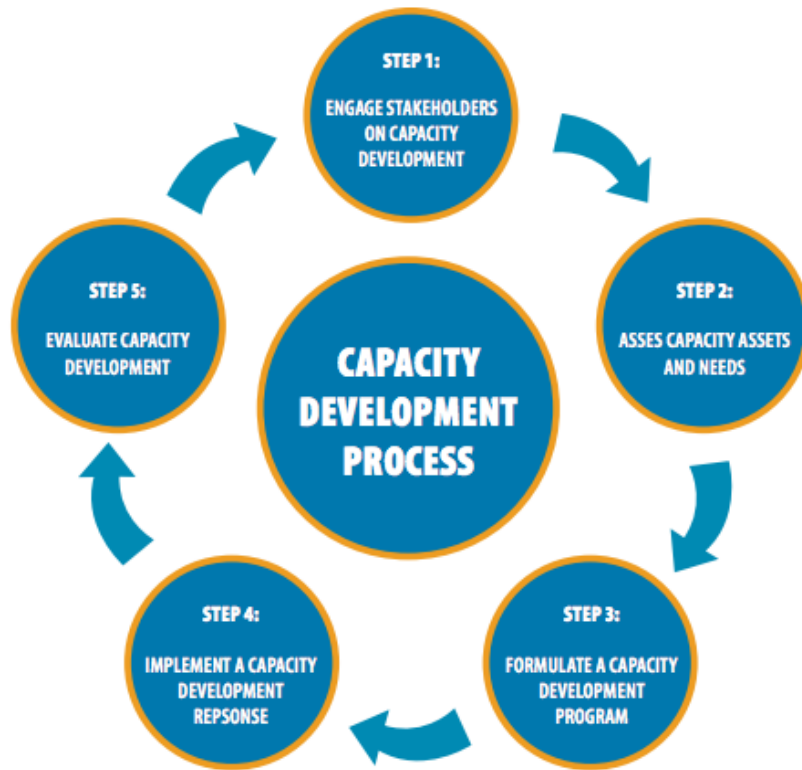 STEP 1:
ENGAGE STAKEHOLDERS
ON CAPACITY
DEVELOPMENT
STEP 2:
ASSES CAPACITY ASSETS
AND NEEDS
STEP 3:
FORMULATE A CAPACITY
DEVELOPMENT
PROGRAM
STEP 4:
IMPLEMENT A CAPACITY
DEVELOPMENT
REPSONSE
STEP 5:
EVALUATE CAPACITY
DEVELOPMENT
CAPACITY
DEVELOPMENT
PROCESS